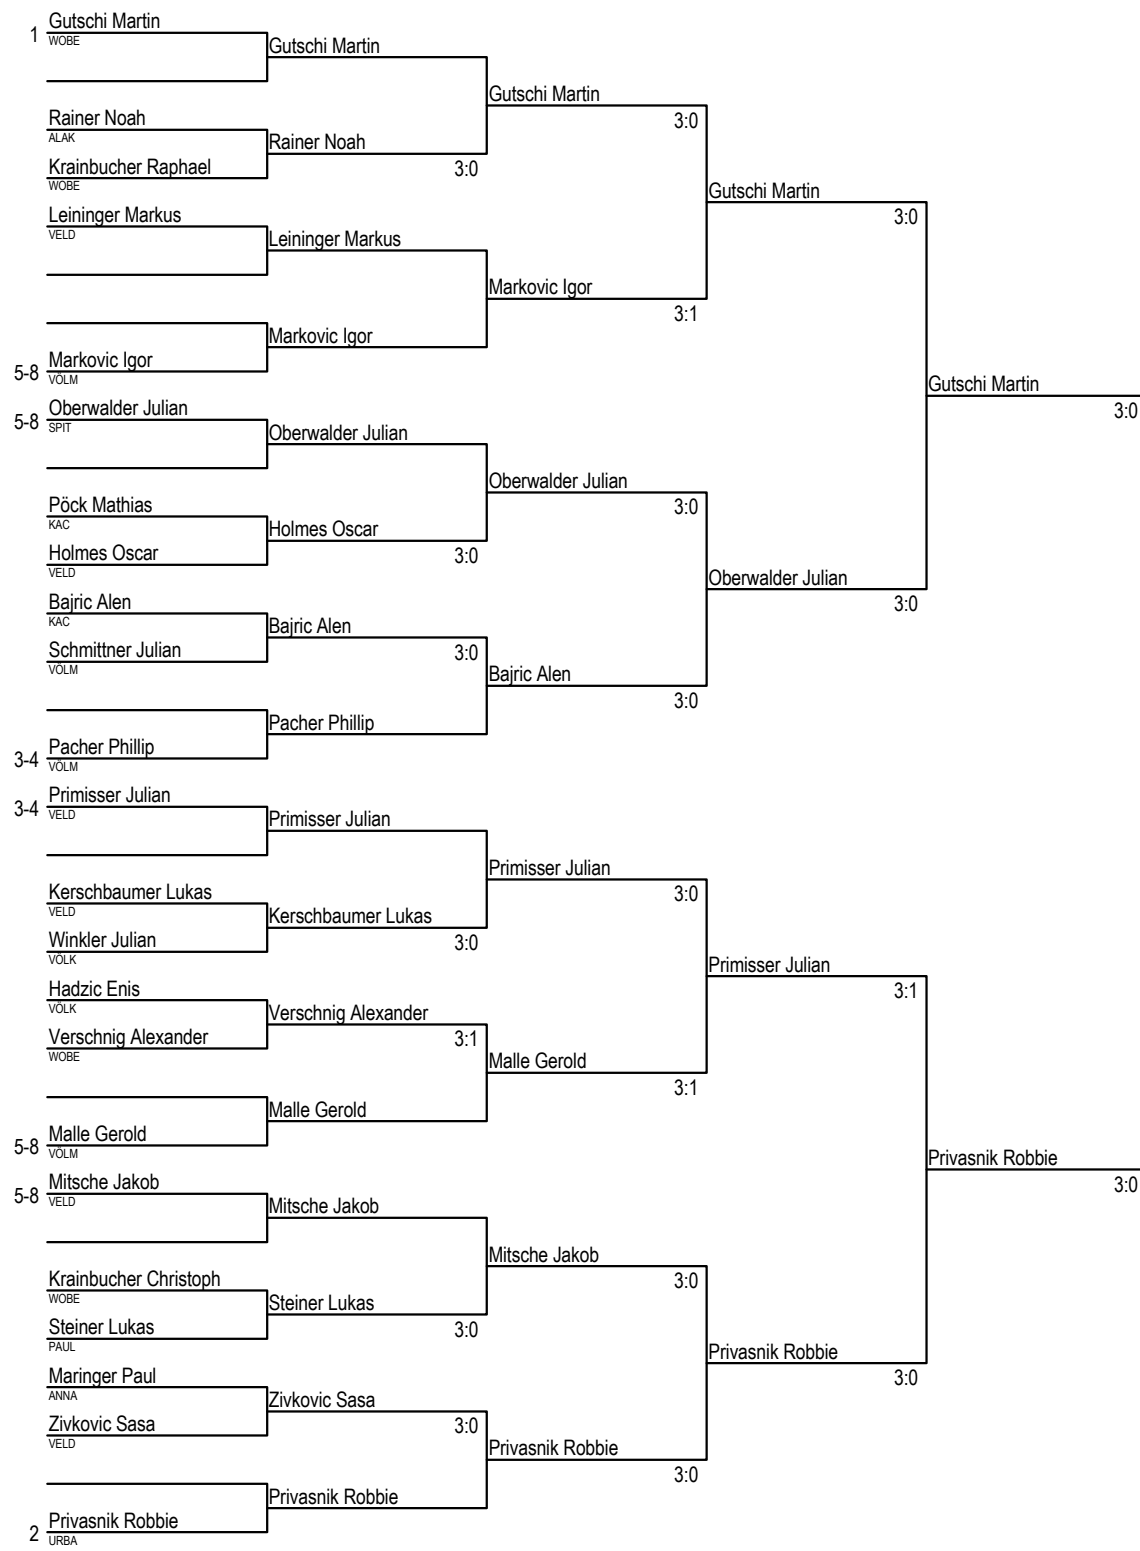 Gutschi Martin
1
WOBE
Gutschi Martin
Gutschi Martin
Rainer Noah
3:0
ALAK
Rainer Noah
Krainbucher Raphael
3:0
WOBE
Gutschi Martin
Leininger Markus
3:0
VELD
Leininger Markus
Markovic Igor
3:1
Markovic Igor
Markovic Igor
5-8
VÖLM
Gutschi Martin
3:0
Oberwalder Julian
5-8
SPIT
Oberwalder Julian
Oberwalder Julian
Pöck Mathias
3:0
KAC
Holmes Oscar
Holmes Oscar
3:0
VELD
Oberwalder Julian
Bajric Alen
3:0
KAC
Bajric Alen
Schmittner Julian
3:0
VÖLM
Bajric Alen
3:0
Pacher Phillip
Pacher Phillip
3-4
VÖLM
Primisser Julian
3-4
VELD
Primisser Julian
Primisser Julian
Kerschbaumer Lukas
3:0
VELD
Kerschbaumer Lukas
Winkler Julian
3:0
VÖLK
Primisser Julian
Hadzic Enis
3:1
VÖLK
Verschnig Alexander
Verschnig Alexander
3:1
WOBE
Malle Gerold
3:1
Malle Gerold
Malle Gerold
5-8
VÖLM
Privasnik Robbie
3:0
Mitsche Jakob
5-8
VELD
Mitsche Jakob
Mitsche Jakob
Krainbucher Christoph
3:0
WOBE
Steiner Lukas
Steiner Lukas
3:0
PAUL
Privasnik Robbie
Maringer Paul
3:0
ANNA
Zivkovic Sasa
Zivkovic Sasa
3:0
VELD
Privasnik Robbie
3:0
Privasnik Robbie
Privasnik Robbie
2
URBA